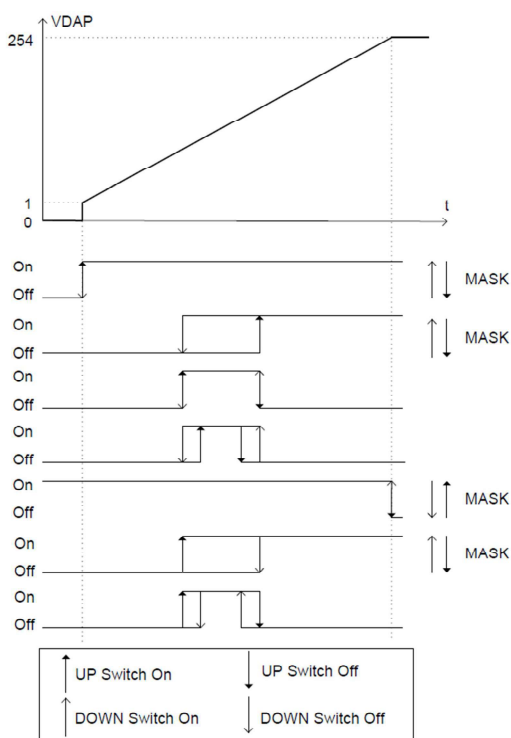 VDAP
254
1
0
t
On
Off
MASK
On
Off
MASK
On
Off
On
Off
On
Off
MASK
On
Off
MASK
On
Off
UP Switch On
UP Switch Off
DOWN Switch On
DOWN Switch Off